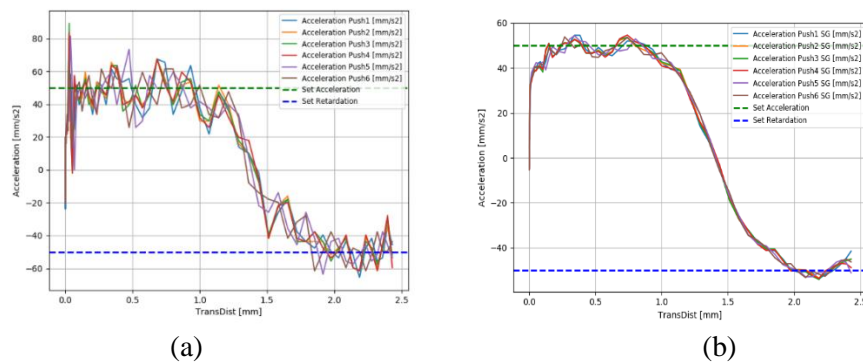 Acceleration Push1 [mm/s2]
Acceleration Push2 [mm/s2]
Acceleration Push3 [mm/s2]
Acceleration Push4 [mm/s2]
Acceleration Push5 [mm/s2]
Acceleration Push6 [mm/s2]
Set Acceleration
Set Retardation
80
60
40
20
0
−20
−40
−60
Acceleration [mm/s2]
0.0 0.5 1.0 1.5 2.0 2.5
TransDist [mm]
(a)
Acceleration Push1 SG [mm/s2]
Acceleration Push2 SG [mm/s2]
Acceleration Push3 SG [mm/s2]
Acceleration Push4 SG [mm/s2]
Acceleration Push5 SG [mm/s2]
Acceleration Push6 SG [mm/s2]
Set Acceleration
Set Retardation
60
40
20
0
−20
−40
Acceleration [mm/s2]
0.0 0.5 1.0 1.5 2.0 2.5
TransDist [mm]
(b)